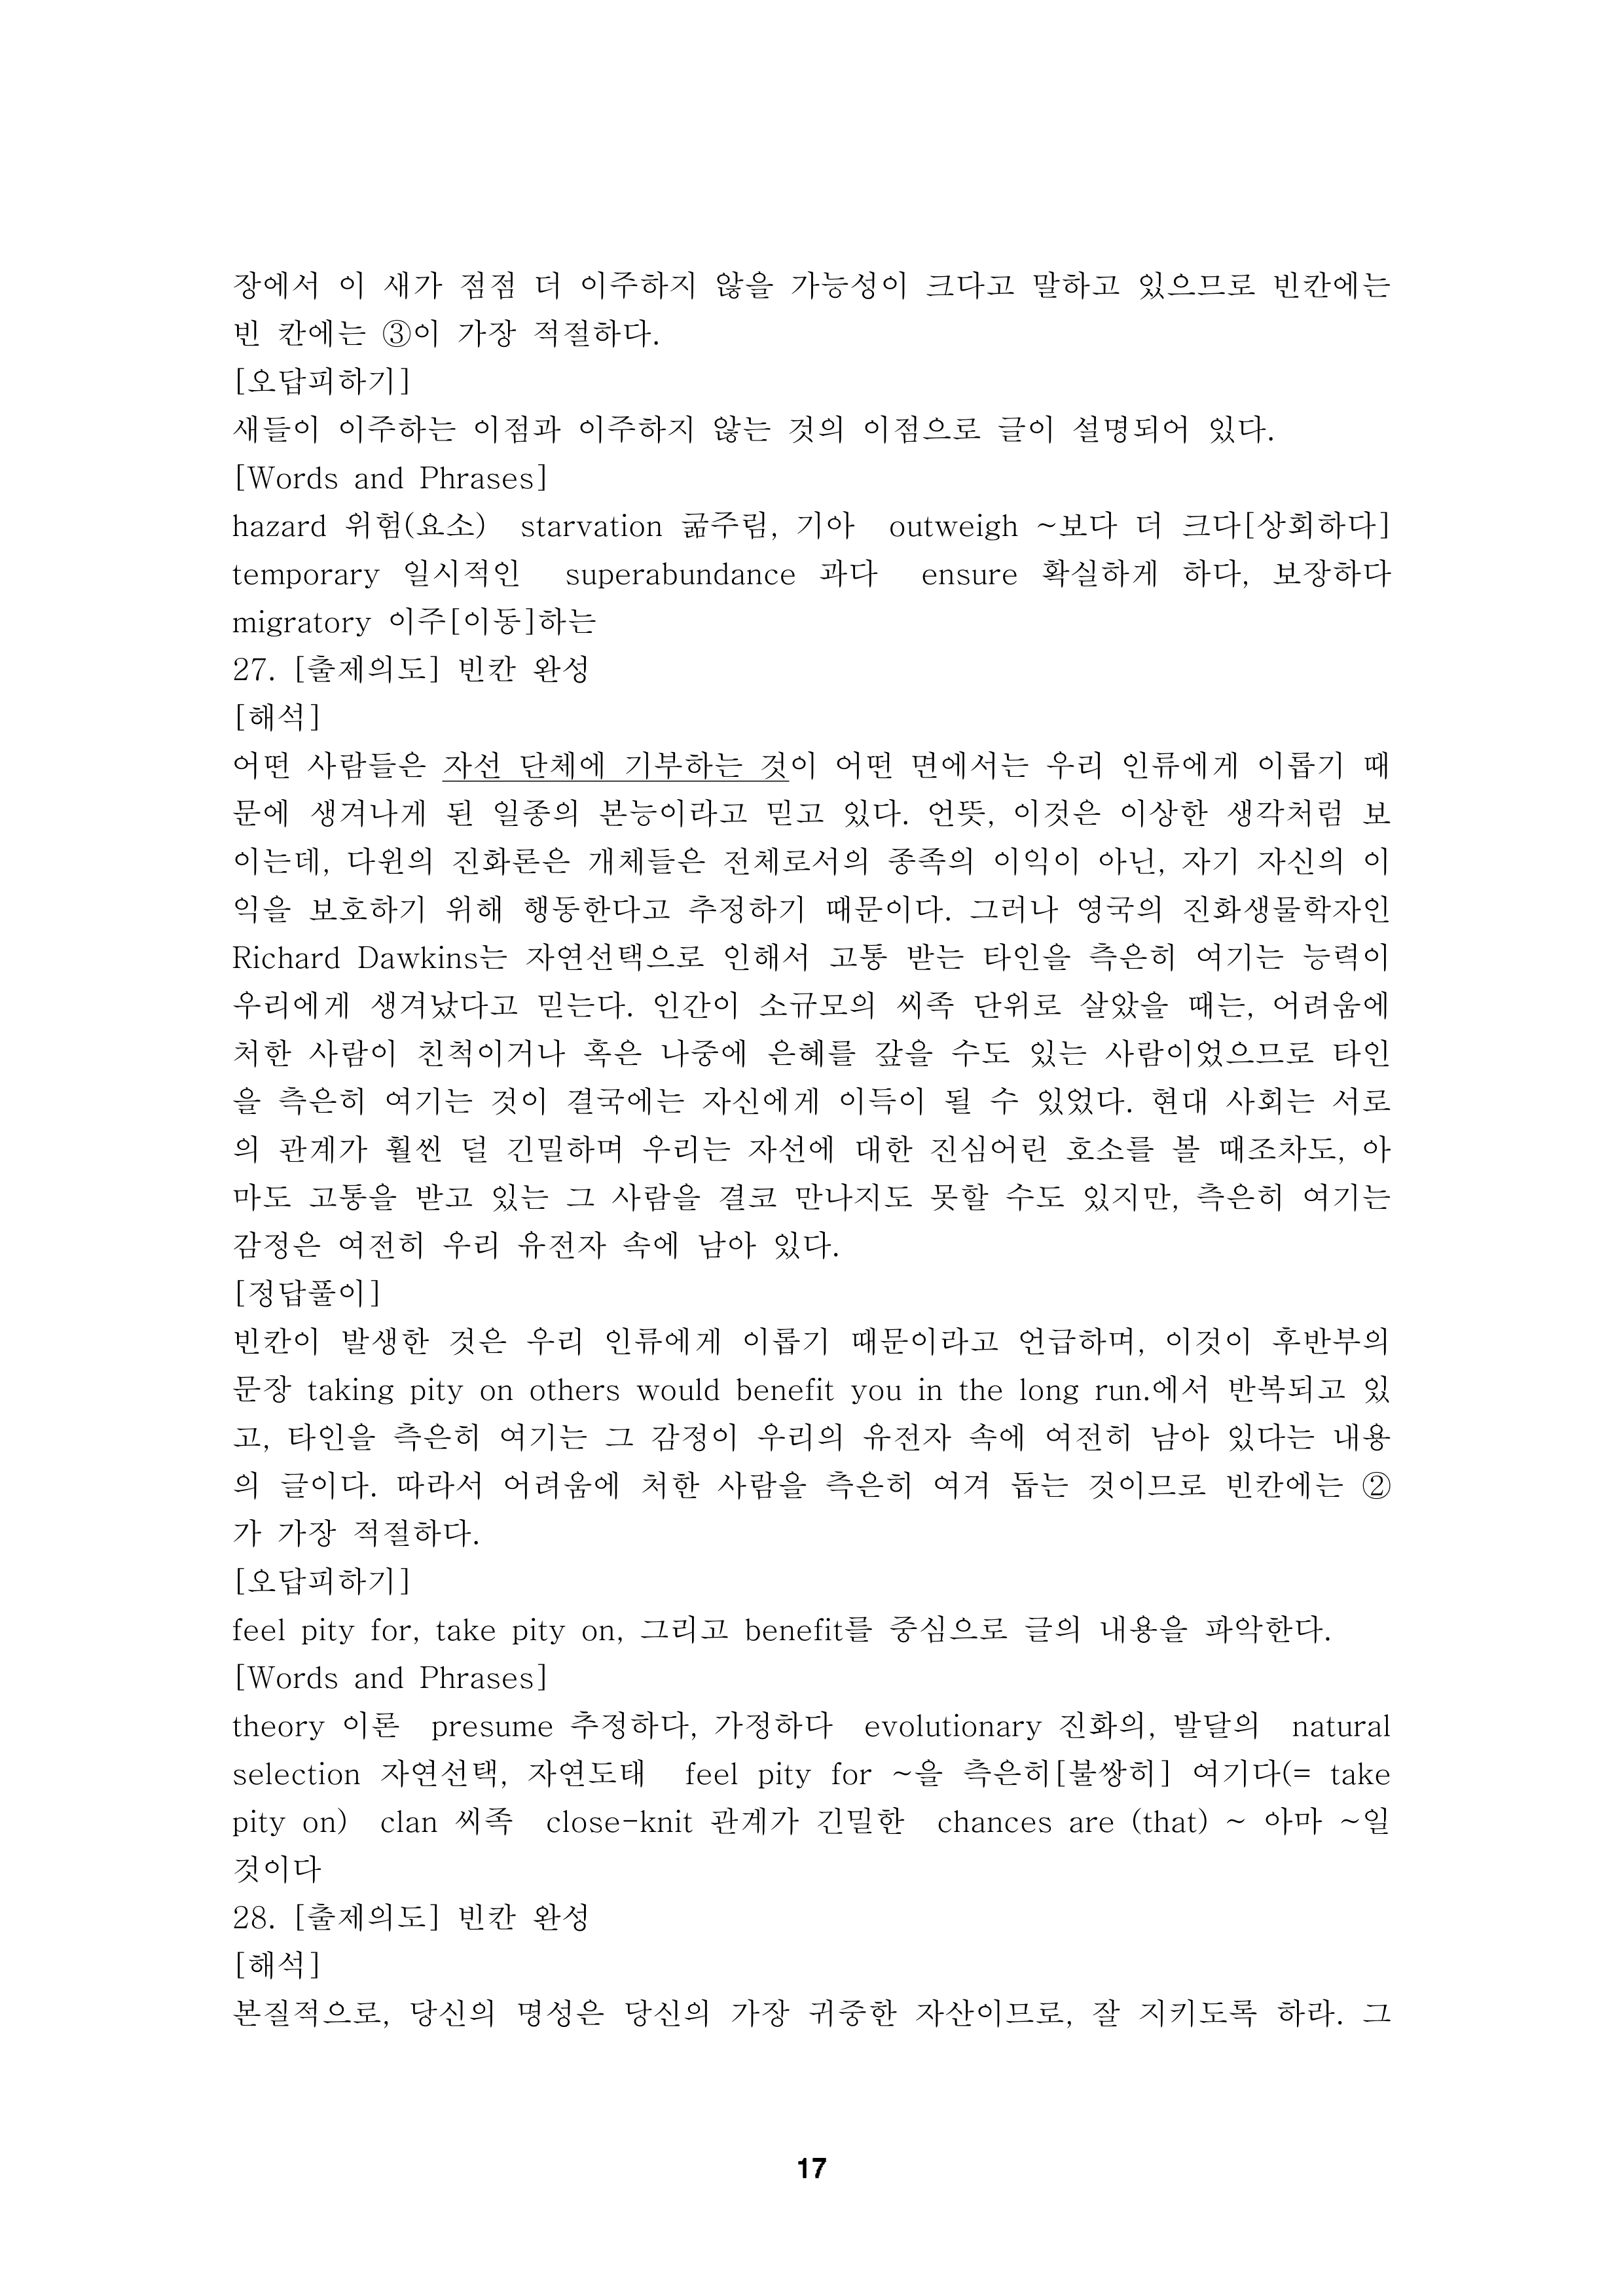 장에서 이 새가 점점 더 이주하지 않을 가능성이 크다고 말하고 있으므로 빈칸에는
빈 칸에는 ③이 가장 적절하다.
[오답피하기]
새들이 이주하는 이점과 이주하지 않는 것의 이점으로 글이 설명되어 있다.
[Words and Phrases]
hazard 위험(요소) starvation 굶주림, 기아 outweigh ~보다 더 크다[상회하다]
temporary 일시적인 superabundance 과다 ensure 확실하게 하다, 보장하다
migratory 이주[이동]하는
27. [출제의도] 빈칸 완성
[해석]
어떤 사람들은 자선 단체에 기부하는 것이 어떤 면에서는 우리 인류에게 이롭기 때
문에 생겨나게 된 일종의 본능이라고 믿고 있다. 언뜻, 이것은 이상한 생각처럼 보
이는데, 다윈의 진화론은 개체들은 전체로서의 종족의 이익이 아닌, 자기 자신의 이
익을 보호하기 위해 행동한다고 추정하기 때문이다. 그러나 영국의 진화생물학자인
Richard Dawkins는 자연선택으로 인해서 고통 받는 타인을 측은히 여기는 능력이
우리에게 생겨났다고 믿는다. 인간이 소규모의 씨족 단위로 살았을 때는, 어려움에
처한 사람이 친척이거나 혹은 나중에 은혜를 갚을 수도 있는 사람이었으므로 타인
을 측은히 여기는 것이 결국에는 자신에게 이득이 될 수 있었다. 현대 사회는 서로
의 관계가 훨씬 덜 긴밀하며 우리는 자선에 대한 진심어린 호소를 볼 때조차도, 아
마도 고통을 받고 있는 그 사람을 결코 만나지도 못할 수도 있지만, 측은히 여기는
감정은 여전히 우리 유전자 속에 남아 있다.
[정답풀이]
빈칸이 발생한 것은 우리 인류에게 이롭기 때문이라고 언급하며, 이것이 후반부의
문장 taking pity on others would benefit you in the long run.에서 반복되고 있
고, 타인을 측은히 여기는 그 감정이 우리의 유전자 속에 여전히 남아 있다는 내용
의 글이다. 따라서 어려움에 처한 사람을 측은히 여겨 돕는 것이므로 빈칸에는 ②
가 가장 적절하다.
[오답피하기]
feel pity for, take pity on, 그리고 benefit를 중심으로 글의 내용을 파악한다.
[Words and Phrases]
theory 이론 presume 추정하다, 가정하다 evolutionary 진화의, 발달의 natural
selection 자연선택, 자연도태 feel pity for ~을 측은히[불쌍히] 여기다(= take
pity on) clan 씨족 close-knit 관계가 긴밀한 chances are (that) ~ 아마 ~일
것이다
28. [출제의도] 빈칸 완성
[해석]
본질적으로, 당신의 명성은 당신의 가장 귀중한 자산이므로, 잘 지키도록 하라. 그
17